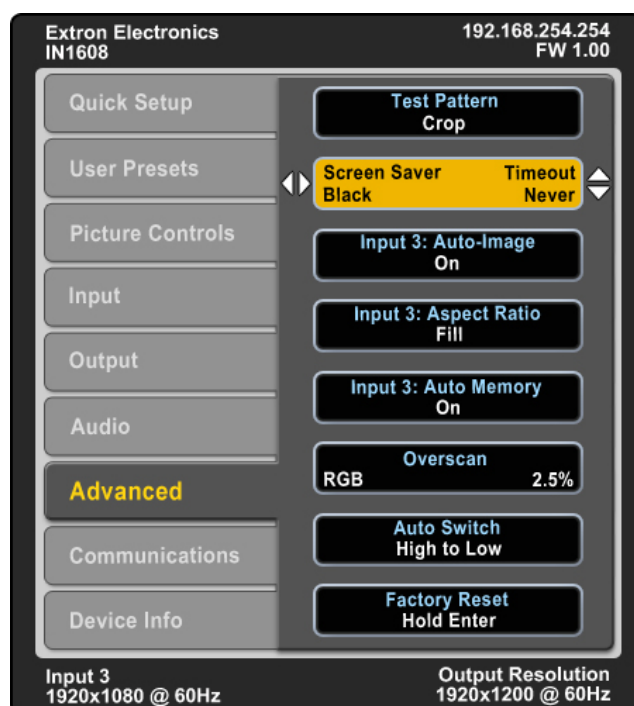 Extron Electronics
IN1608
192.168.254.254
FW 1.00
Quick Setup
User Presets
Picture Controls
Input
Output
Audio
Advanced
Communications
Device Info
Test Pattern
Crop
Screen Saver Timeout
Black Never
Input 3: Auto-Image
On
Input 3: Aspect Ratio
Fill
Input 3: Auto Memory
On
Overscan
RGB 2.5%
Auto Switch
High to Low
Factory Reset
Hold Enter
Input 3
1920x1080 @ 60Hz
Output Resolution
1920x1200 @ 60Hz